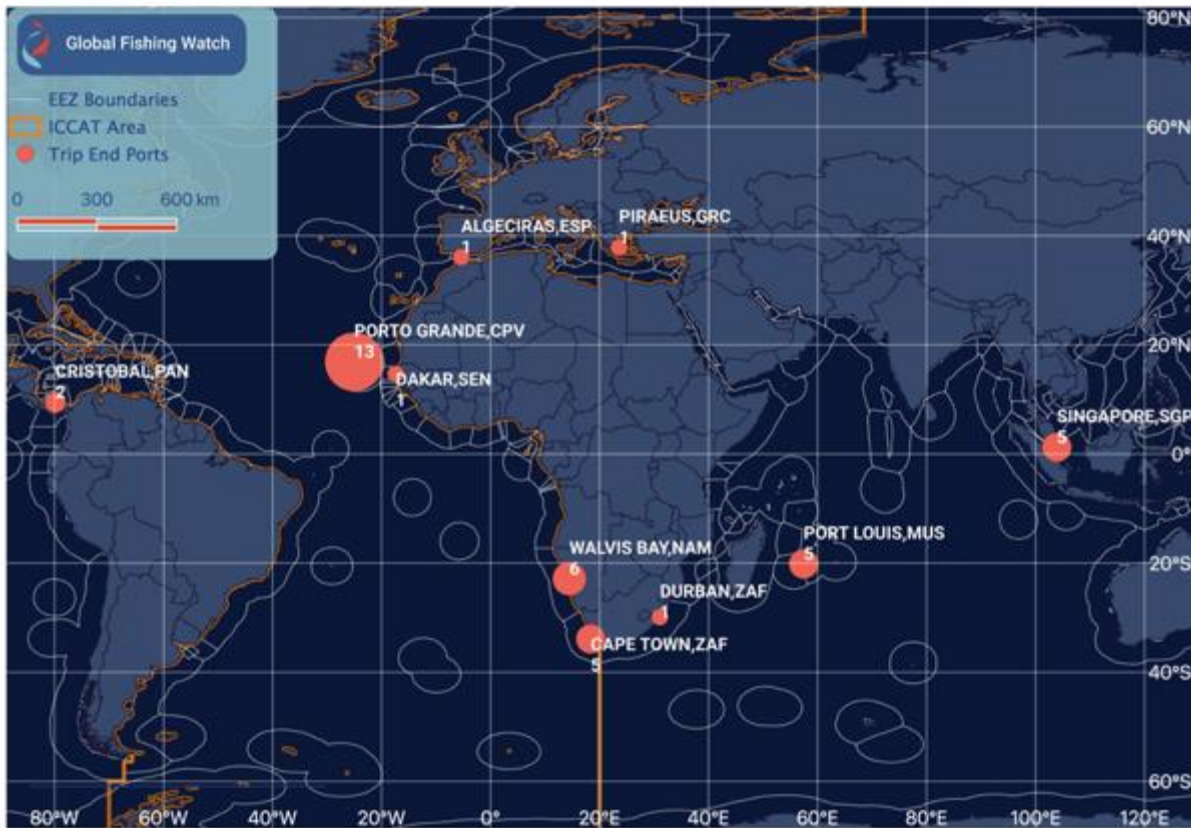 Global Fishing Watch
EEZ Boundaries
ICCAT Area
Trip End Ports
0 300 600 km
80°N
60°N
40°N
20°N
0°
20°S
40°S
60°S
ALGECIRAS,ESP
1
PIRAEUS,GRC
1
PORTO GRANDE,CPV
13
CRISTOBAL,PAN
2
DAKAR,SEN
1
SINGAPORE,SGP
5
PORT LOUIS,MUS
5
WALVIS BAY,NAM
6
DURBAN,ZAF
1
CAPE TOWN,ZAF
5
80°W 60°W 40°W 20°W 0° 20°E 40°E 60°E 80°E 100°E 120°E